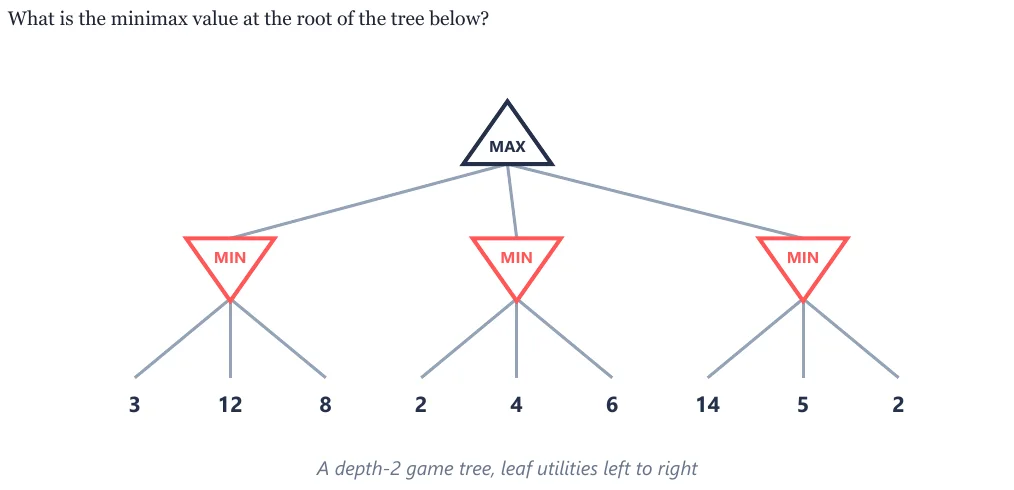 What is the minimax value at the root of the tree below?
MAX
MIN MIN MIN
3 12 8 2 4 6 14 5 2
A depth-2 game tree, leaf utilities left to right